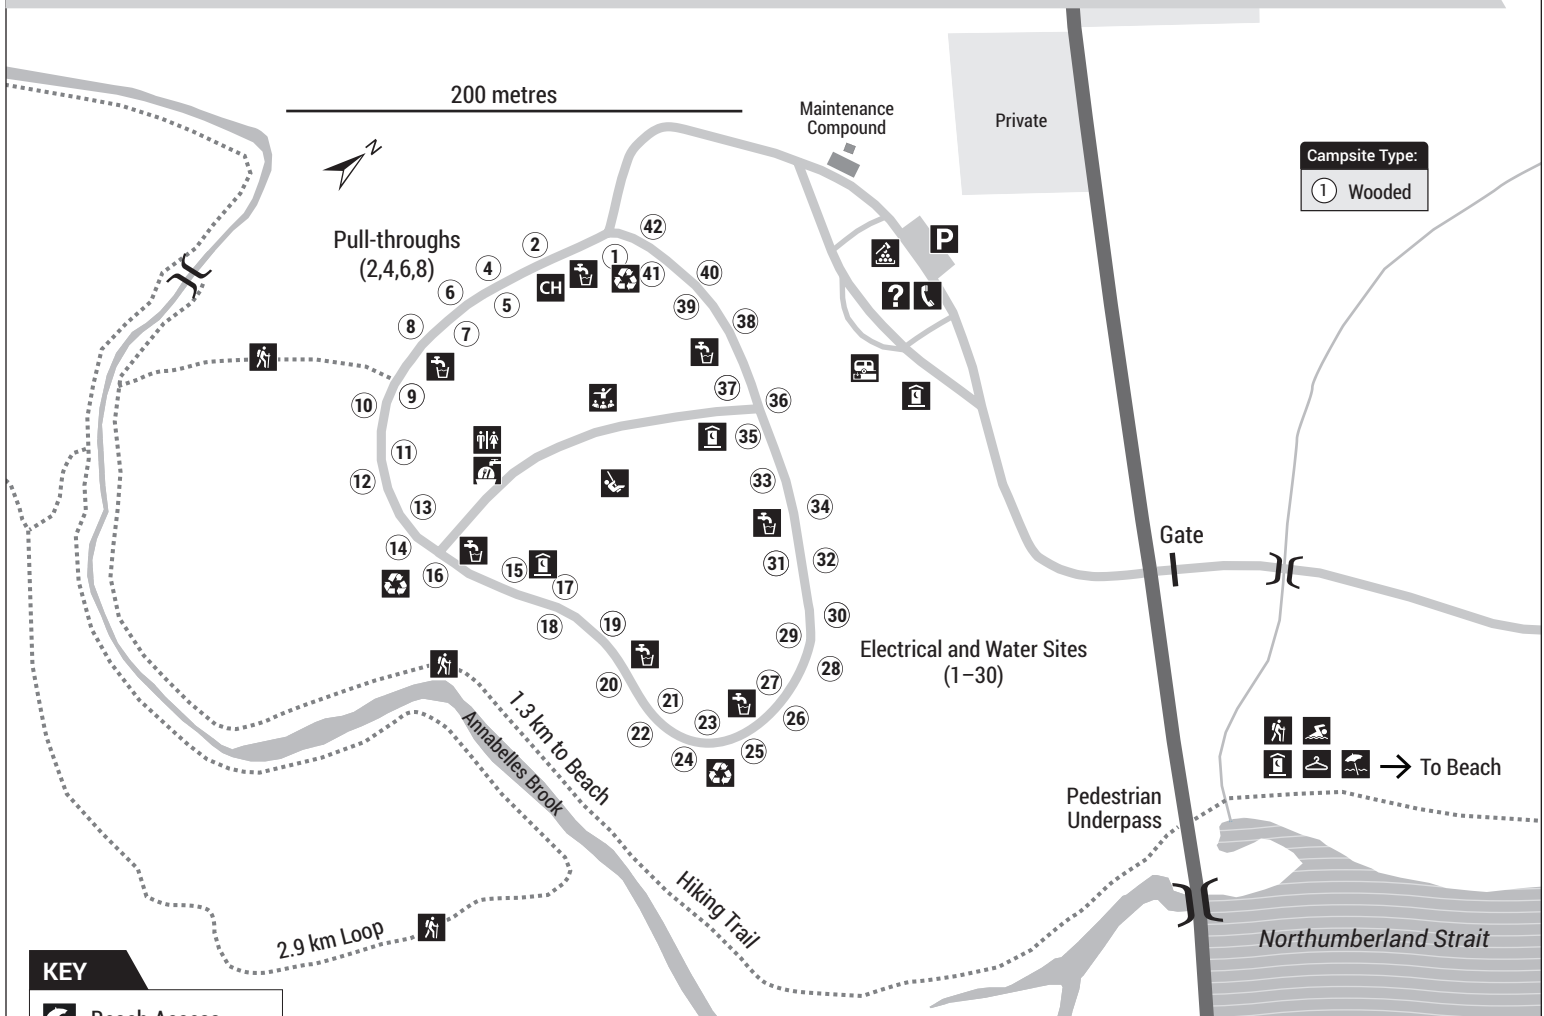 200 metres
Maintenance
Compound
Private
Campsite Type:
1 Wooded
N
Pull-throughs
(2,4,6,8)
42
2
1
P
4
CH
41
40
6
5
39
? 
8
7
38
37
9
10
36
11
35
12
33
13
34
14
Gate
16
15
31
32
17
18
19
30
29
Electrical and Water Sites
(1–30)
28
20
27
21
22
23
26
24
25
1.3 km to Beach
Annabelles Brook
To Beach
Pedestrian
Underpass
Hiking Trail
2.9 km Loop
Northumberland Strait
KEY
Beach Access